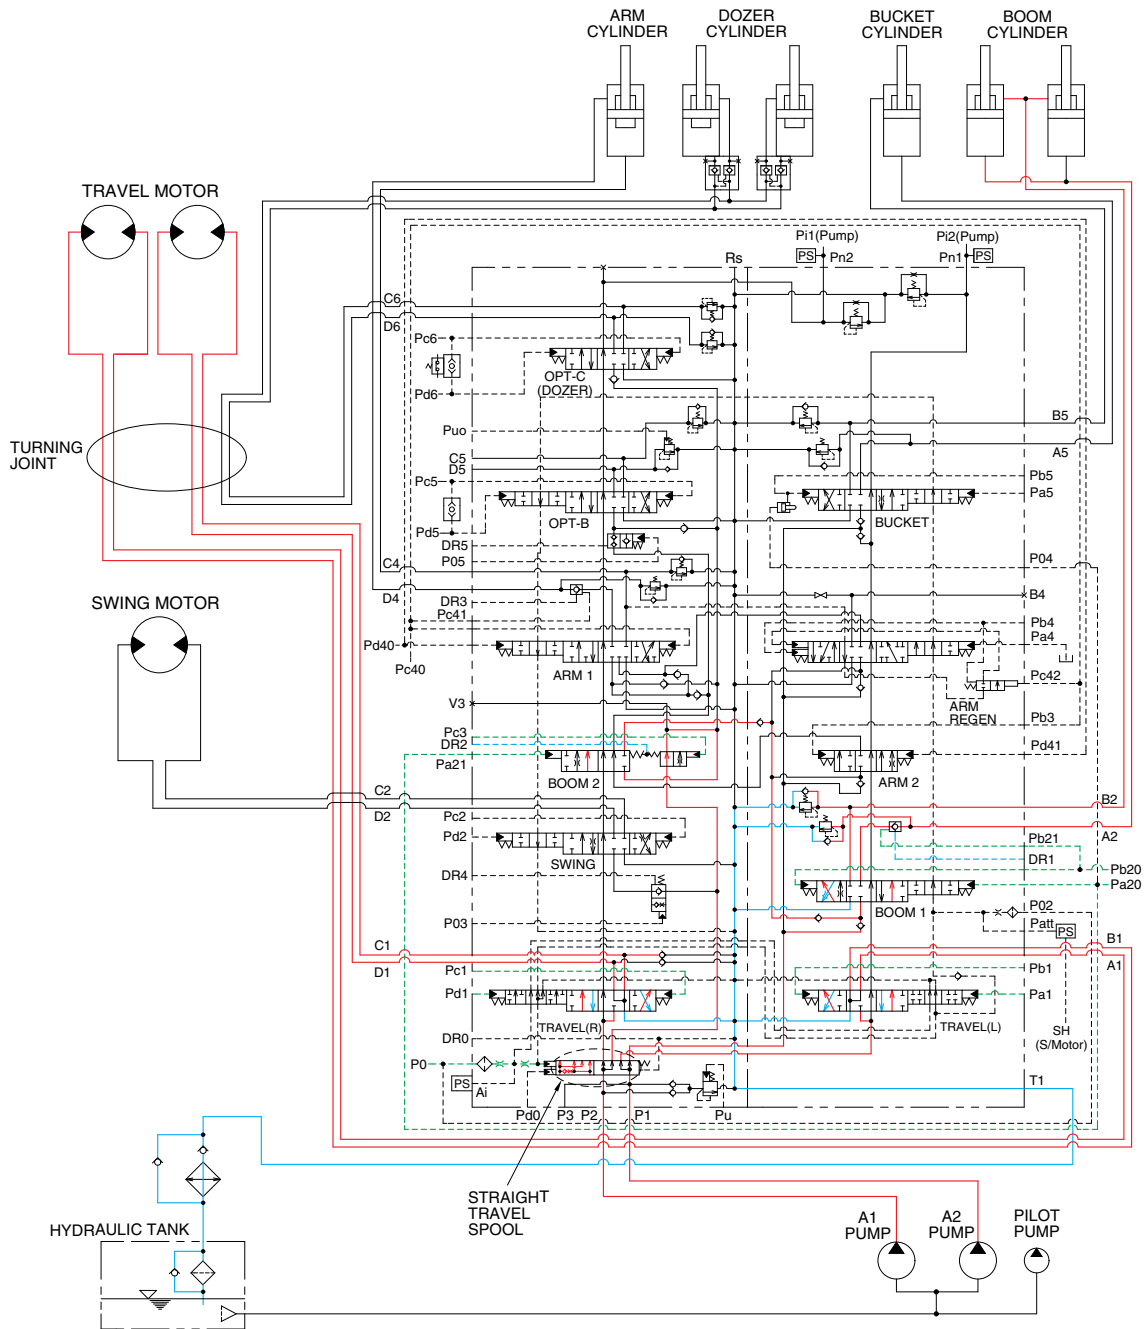 ARM
CYLINDER
DOZER
CYLINDER
BUCKET
CYLINDER
BOOM
CYLINDER
TRAVEL MOTOR
TURNING
JOINT
SWING MOTOR
HYDRAULIC TANK
Pi1(Pump)
PS
Pn2
Pi2(Pump)
Pn1
PS
Rs
C6
D6
Pc6
Pd6
OPT-C
(DOZER)
Puo
C5
D5
Pc5
Pd5
OPT-B
DR5
P05
C4
D4
DR3
Pc41
Pd40
Pc40
ARM 1
V3
Pc3
DR2
Pa21
BOOM 2
C2
D2
Pc2
Pd2
SWING
DR4
P03
C1
D1
Pc1
Pd1
TRAVEL(R)
DR0
P0
PS
Ai
Pd0
P3
P2
P1
Pu
B5
A5
Pb5
Pa5
BUCKET
P04
B4
Pb4
Pa4
Pc42
ARM
REGEN
Pb3
Pd41
ARM 2
B2
A2
Pb21
DR1
Pb20
Pa20
BOOM 1
P02
Patt
PS
B1
A1
Pb1
Pa1
TRAVEL(L)
SH
(S/Motor)
T1
STRAIGHT
TRAVEL
SPOOL
A1
PUMP
A2
PUMP
PILOT
PUMP